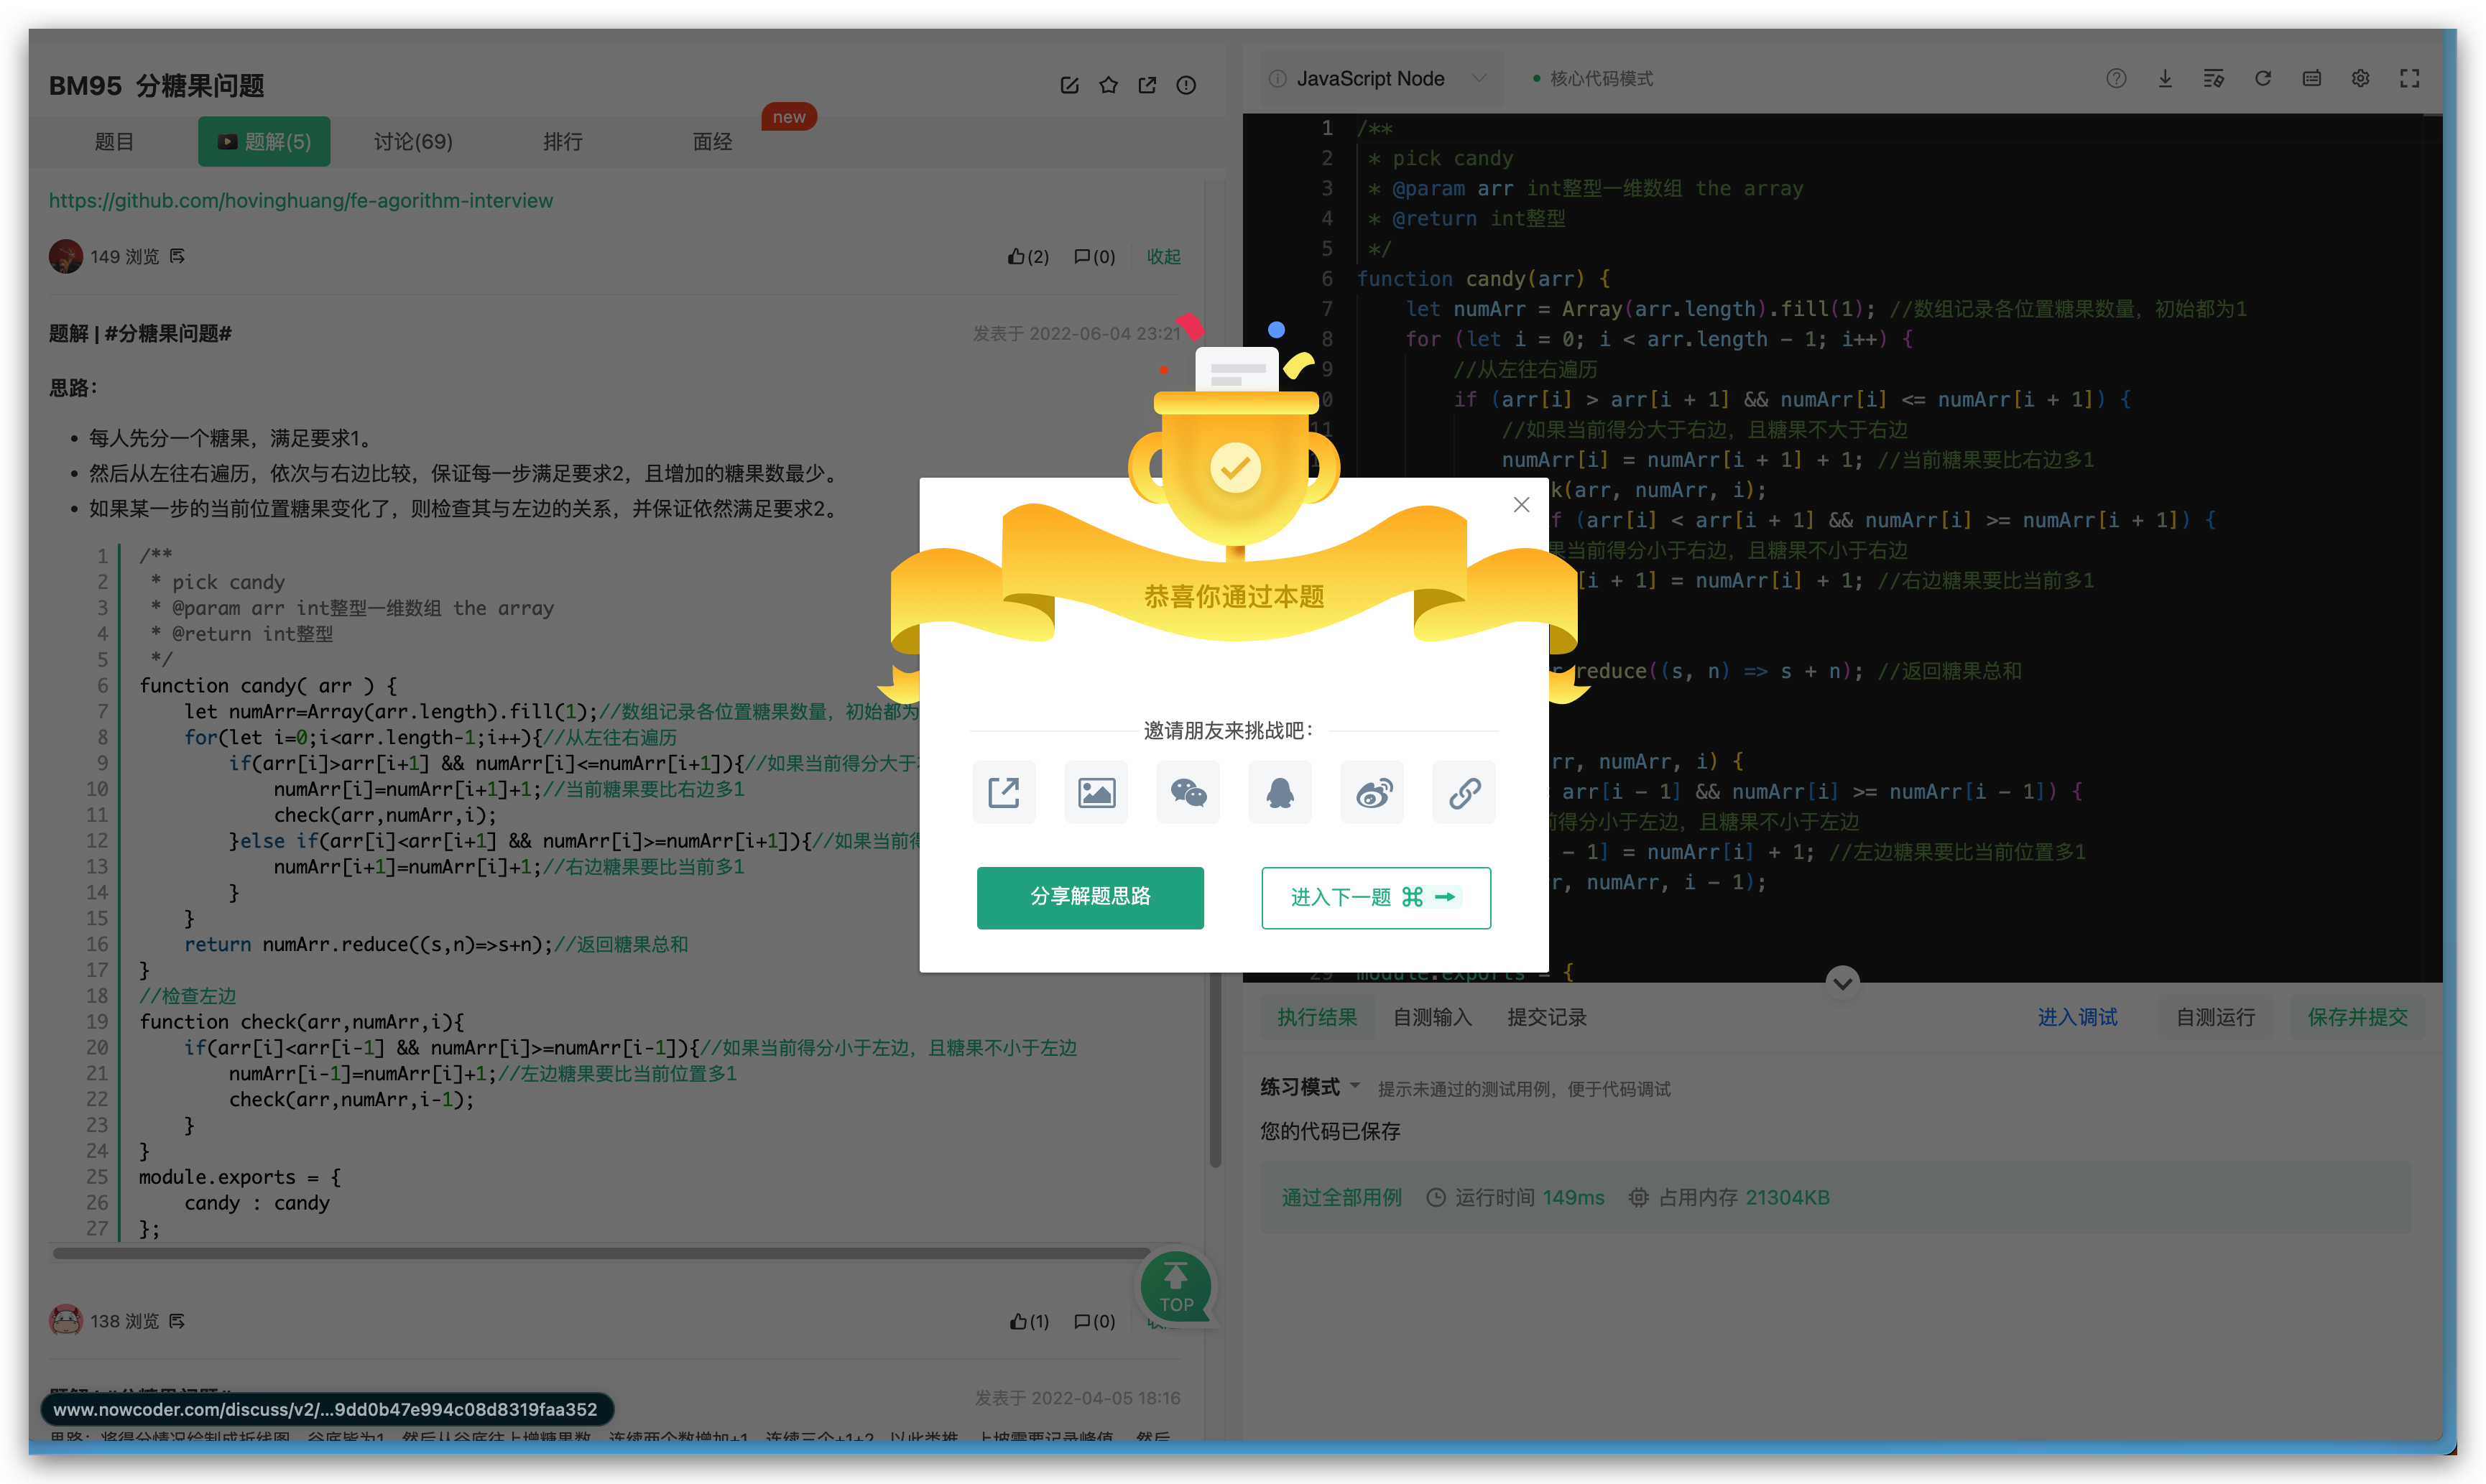 BM95 分糖果问题
题目
题解(5)
讨论(69)
排行
面经
new
https://github.com/hovinghuang/fe-agorithm-interview
149 浏览
(2)
(0)
收起
题解 | #分糖果问题#
发表于 2022-06-04 23:21
思路：
• 每人先分一个糖果，满足要求1。
• 然后从左往右遍历，依次与右边比较，保证每一步满足要求2，且增加的糖果数最少。
• 如果某一步的当前位置糖果变化了，则检查其与左边的关系，并保证依然满足要求2。
1 /**
2 * pick candy
3 * @param arr int整型一维数组 the array
4 * @return int整型
5 */
6 function candy( arr ) {
7 let numArr=Array(arr.length).fill(1);//数组记录各位置糖果数量，初始都为
8 for(let i=0;i<arr.length-1;i++){//从左往右遍历
9 if(arr[i]>arr[i+1] && numArr[i]<=numArr[i+1]){//如果当前得分大于
10 numArr[i]=numArr[i+1]+1;//当前糖果要比右边多1
11 check(arr,numArr,i);
12 }else if(arr[i]<arr[i+1] && numArr[i]>=numArr[i+1]){//如果当前得
13 numArr[i+1]=numArr[i]+1;//右边糖果要比当前多1
14 }
15 }
16 return numArr.reduce((s,n)=>s+n);//返回糖果总和
17 }
18 //检查左边
19 function check(arr,numArr,i){
20 if(arr[i]<arr[i-1] && numArr[i]>=numArr[i-1]){//如果当前得分小于左边，且糖果不小于左边
21 numArr[i-1]=numArr[i]+1;//左边糖果要比当前位置多1
22 check(arr,numArr,i-1);
23 }
24 }
25 module.exports = {
26 candy : candy
27 };
138 浏览
(1)
(0)
TOP
发表于 2022-04-05 18:16
www.nowcoder.com/discuss/v2/...9dd0b47e994c08d8319faa352
JavaScript Node
核心代码模式
1 /**
2 * pick candy
3 * @param arr int整型一维数组 the array
4 * @return int整型
5 */
6 function candy(arr) {
7 let numArr = Array(arr.length).fill(1); //数组记录各位置糖果数量，初始都为1
8 for (let i = 0; i < arr.length - 1; i++) {
9 //从左往右遍历
0 if (arr[i] > arr[i + 1] && numArr[i] <= numArr[i + 1]) {
11 //如果当前得分大于右边，且糖果不大于右边
numArr[i] = numArr[i + 1] + 1; //当前糖果要比右边多1
k(arr, numArr, i);
f (arr[i] < arr[i + 1] && numArr[i] >= numArr[i + 1]) {
果当前得分小于右边，且糖果不小于右边
[i + 1] = numArr[i] + 1; //右边糖果要比当前多1
r.reduce((s, n) => s + n); //返回糖果总和
rr, numArr, i) {
arr[i - 1] && numArr[i] >= numArr[i - 1]) {
前得分小于左边，且糖果不小于左边
- 1] = numArr[i] + 1; //左边糖果要比当前位置多1
r, numArr, i - 1);
29 module.exports = {
恭喜你通过本题
邀请朋友来挑战吧：
分享解题思路
进入下一题 ⌘ →
执行结果
自测输入
提交记录
进入调试
自测运行
保存并提交
练习模式
提示未通过的测试用例，便于代码调试
您的代码已保存
通过全部用例
运行时间 149ms
占用内存 21304KB